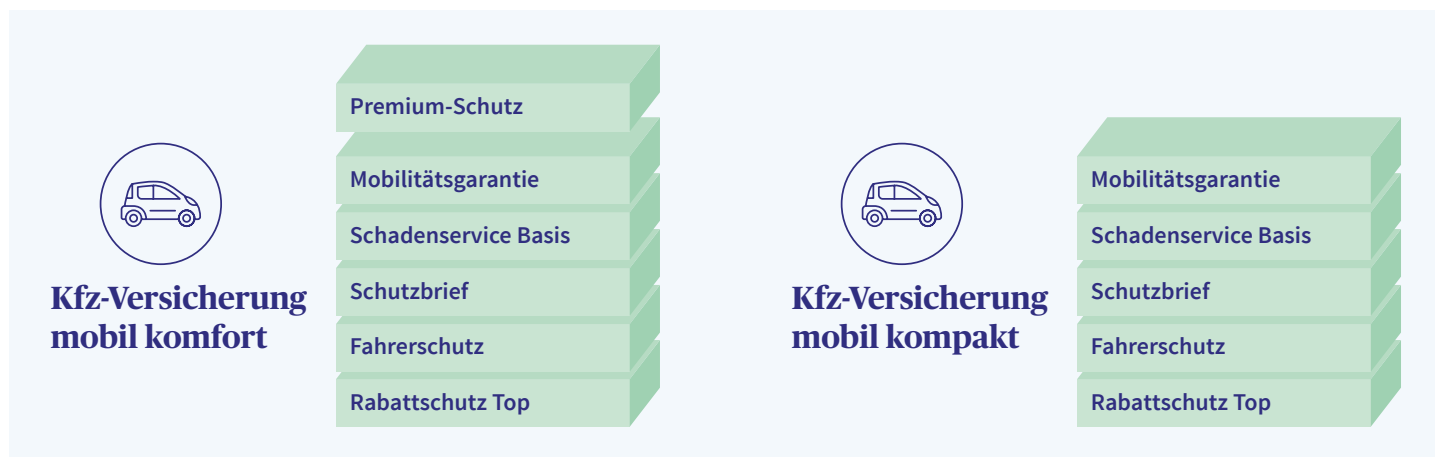 Kfz-Versicherung
mobil komfort
Premium-Schutz
Mobilitätsgarantie
Schadenservice Basis
Schutzbrief
Fahrerschutz
Rabattschutz Top
Kfz-Versicherung
mobil kompakt
Mobilitätsgarantie
Schadenservice Basis
Schutzbrief
Fahrerschutz
Rabattschutz Top